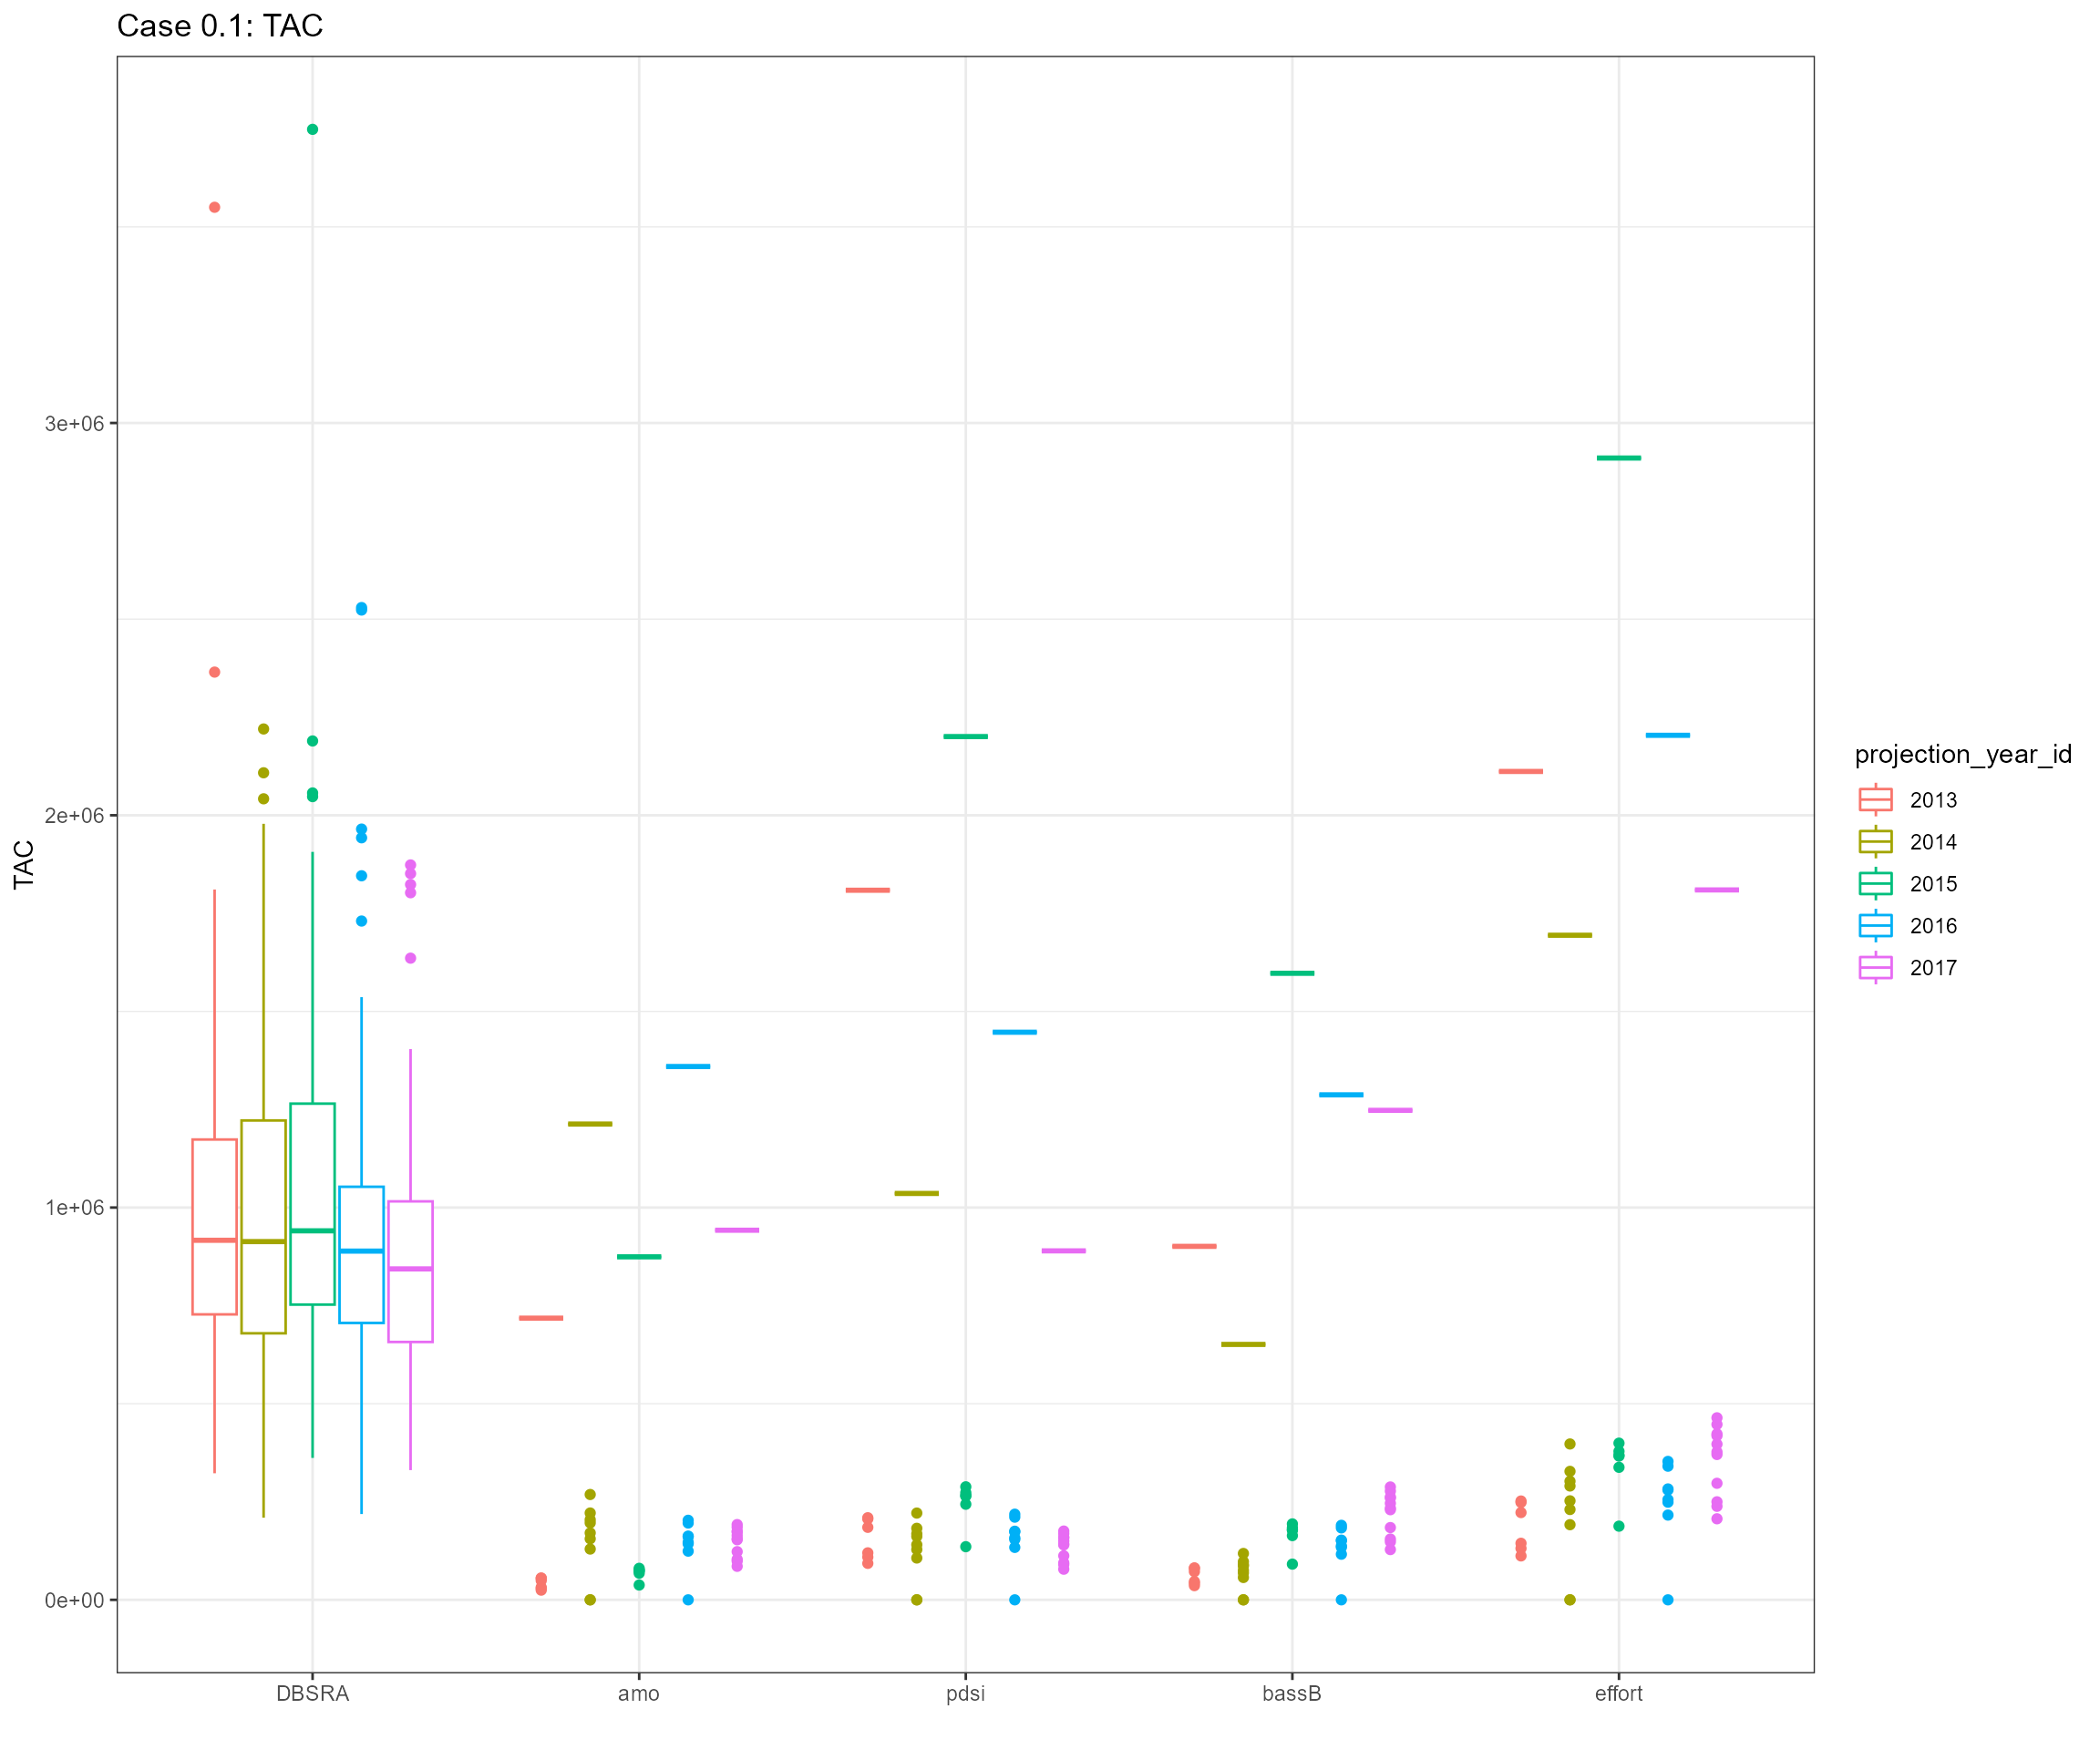 Case 0.1: TAC
3e+06
2e+06
1e+06
0e+00
TAC
DBSRA
amo
pdsi
bassB
effort
projection_year_id
2013
2014
2015
2016
2017